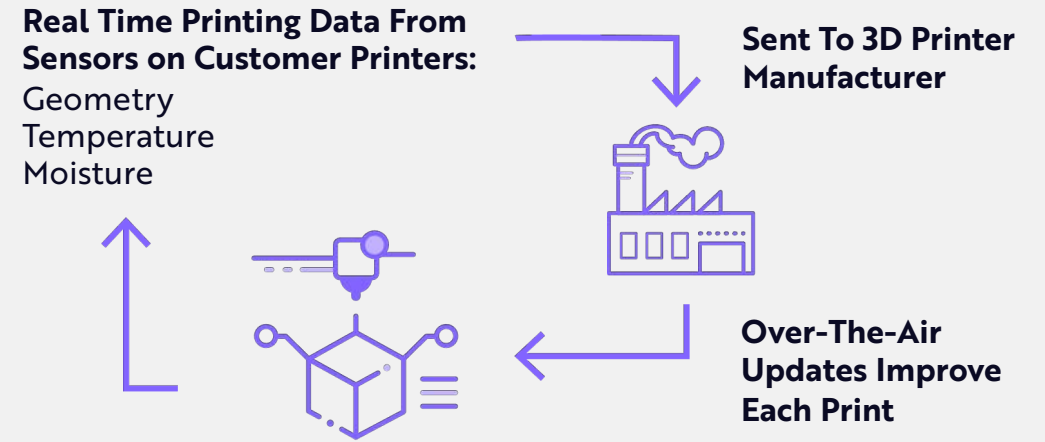 Real Time Printing Data From
Sensors on Customer Printers:
Geometry
Temperature
Moisture
Sent To 3D Printer
Manufacturer
Over-The-Air
Updates Improve
Each Print